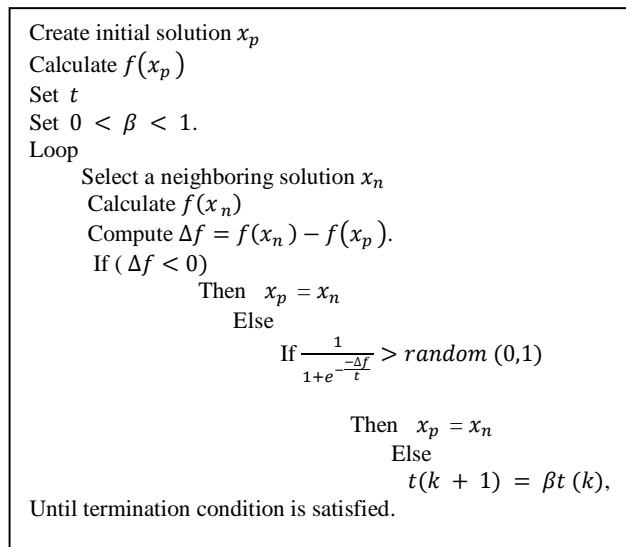 Create initial solution x_p
Calculate f(x_p)
Set t
Set 0 < β < 1.
Loop
Select a neighboring solution x_n
Calculate f(x_n)
Compute Δf = f(x_n) − f(x_p).
If ( Δf < 0)
Then x_p = x_n
Else
If \frac{1}{1+e^{-\frac{-Δf}{t}}} > random (0,1)
Then x_p = x_n
Else
t(k + 1) = βt (k),
Until termination condition is satisfied.